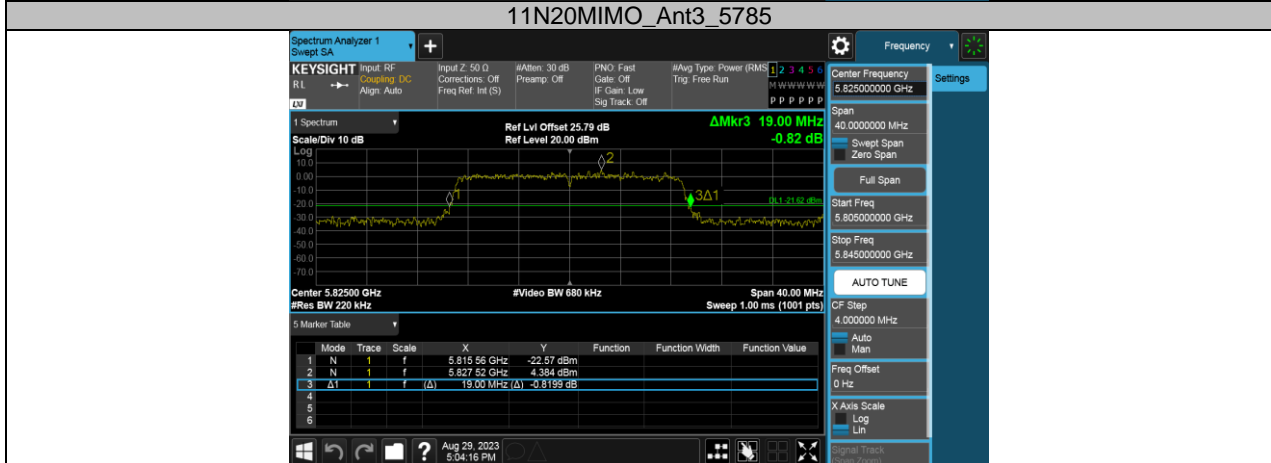 11N20MIMO_Ant3_5785
Spectrum Analyzer 1
Swept SA
+
Frequency
KEYSIGHT
RL
LXI
Input: RF
Coupling: DC
Align: Auto
Input Z: 50 Ω
Corrections: Off
Freq Ref: Int (S)
#Atten: 30 dB
Preamp: Off
PNO: Fast
Gate: Off
IF Gain: Low
Sig Track: Off
#Avg Type: Power (RMS
Trig: Free Run
1 2 3 4 5 6
M W W W W W
P P P P P P
1 Spectrum
Scale/Div 10 dB
Ref Lvl Offset 25.79 dB
Ref Level 20.00 dBm
ΔMkr3 19.00 MHz
-0.82 dB
Log
10.0
0.00
-10.0
-20.0
-30.0
-40.0
-50.0
-60.0
-70.0
1
2
3Δ1
DL1 -21.62 dBm
Center 5.82500 GHz
#Video BW 680 kHz
Span 40.00 MHz
#Res BW 220 kHz
Sweep 1.00 ms (1001 pts)
5 Marker Table
Mode Trace Scale X Y Function Function Width Function Value
1 N 1 f 5.815 56 GHz -22.57 dBm
2 N 1 f 5.827 52 GHz 4.384 dBm
3 Δ1 1 f (Δ) 19.00 MHz (Δ) -0.8199 dB
4
5
6
?
Aug 29, 2023
5:04:16 PM
Center Frequency
5.825000000 GHz
Settings
Span
40.0000000 MHz
Swept Span
Zero Span
Full Span
Start Freq
5.805000000 GHz
Stop Freq
5.845000000 GHz
AUTO TUNE
CF Step
4.000000 MHz
Auto
Man
Freq Offset
0 Hz
X Axis Scale
Log
Lin
Signal Track
(Span Zoom)